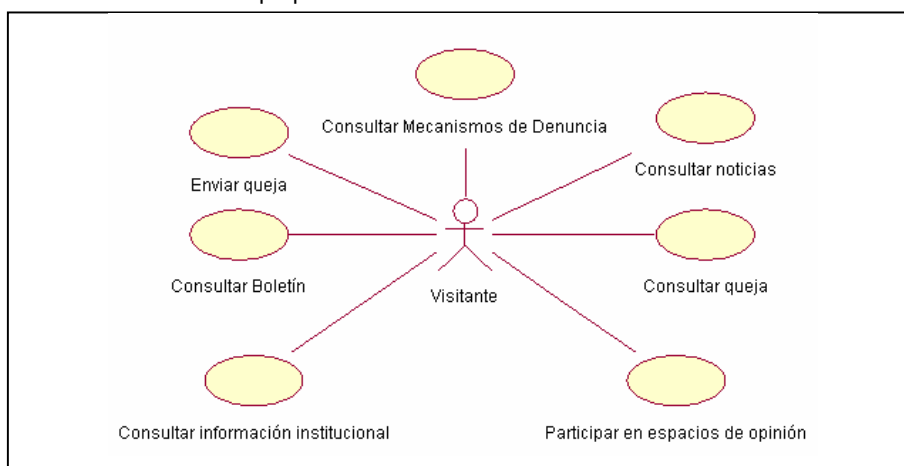 Consultar Mecanismos de Denuncia
Consultar noticias
Enviar queja
Consultar Boletín
Visitante
Consultar queja
Consultar información institucional
Participar en espacios de opinión